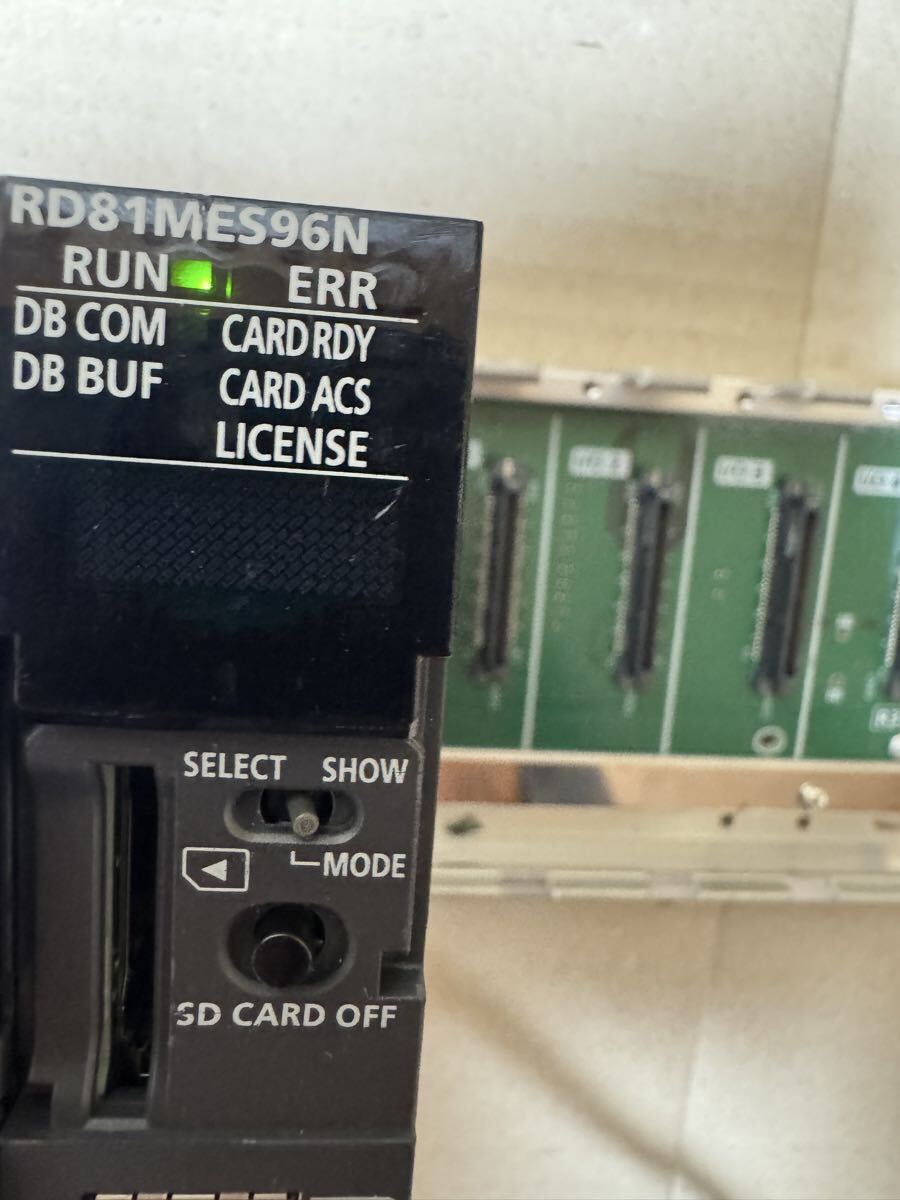 RD81MES96N
RUN ERR
DB COM CARD RDY
DB BUF CARD ACS
LICENSE
SELECT SHOW
MODE
SD CARD OFF